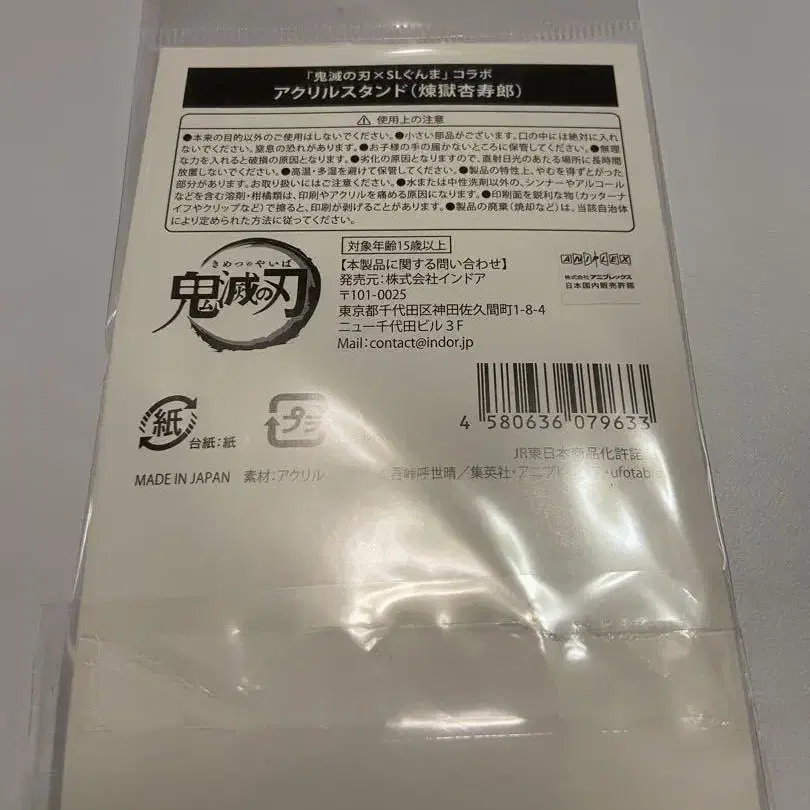 「鬼滅の刃×SLぐんま」コラボ
アクリルスタンド(煉獄杏寿郎)
使用上の注意
●本来の目的以外のご使用はしないでください。●小さい部品がございます。口の中には絶対に入れ
ないでください。窒息の恐れがあります。●お子様の手の届かないところに保管してください。●無理
な力を入れると破損の原因となります。●劣化の原因となりますので、直射日光のあたる場所に長時間
放置しないでください。●高温・多湿を避けて保管してください。●製品の特性上、やむを得ずとがった
部分があります。お取り扱いにはご注意ください。●水または中性洗剤以外の、シンナーやアルコール
などを含む溶剤・柑橘類は、印刷やアクリルを痛める原因になります。●印刷面を鋭利な物(カッターナ
イフやクリップなど)で擦ると、印刷が剥げることがあります。●製品の廃棄(焼却など)は、当該自治体
により定められた方法に従ってください。
対象年齢15歳以上
きめつのやいば
鬼滅の刃
【本製品に関する問い合わせ】
発売元:株式会社インドア
〒101-0025
東京都千代田区神田佐久間町1-8-4
ニュー千代田ビル3F
Mail:contact@indor.jp
ANIPLEX
株式会社アニプレックス
日本国内販売許諾
紙
台紙:紙
プラ
4 580636 079633
JR東日本商品化許諾
MADE IN JAPAN 素材:アクリル 吾峠呼世晴/集英社・アニプ ・ufotable